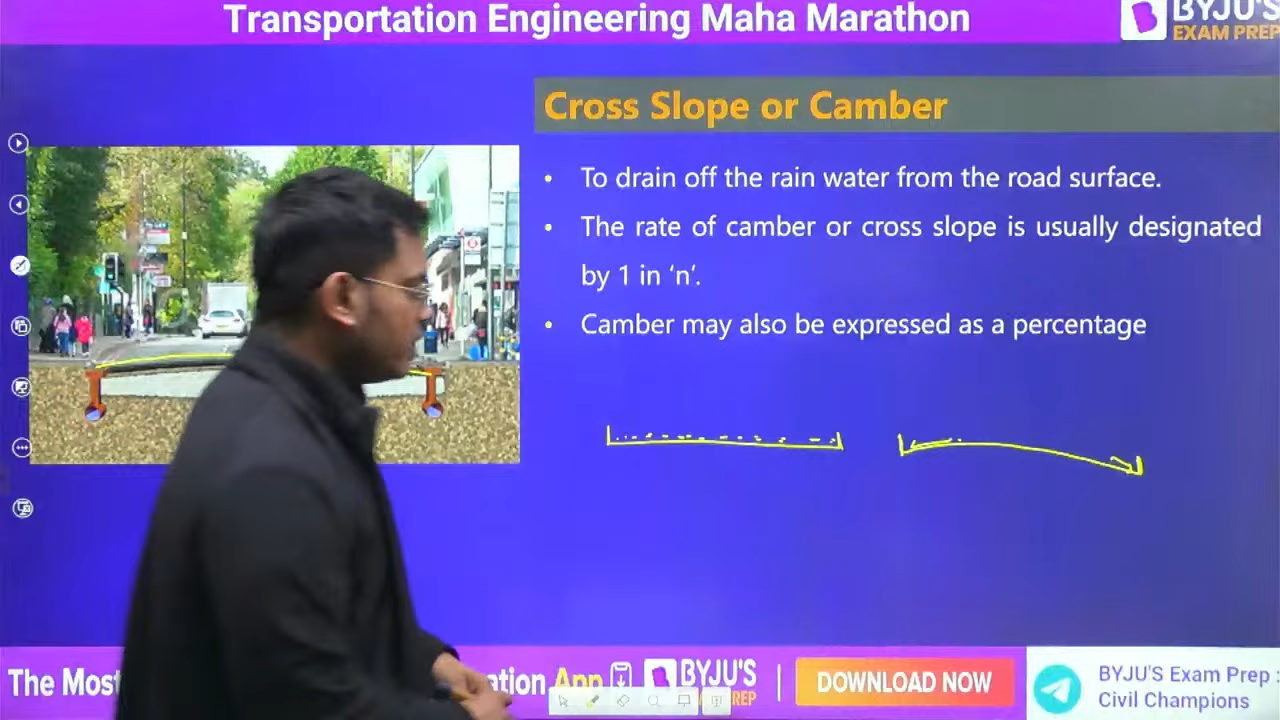 Transportation Engineering Maha Marathon
BYJU'S
EXAM PREP
Cross Slope or Camber
• To drain off the rain water from the road surface.
• The rate of camber or cross slope is usually designated
by 1 in ‘n’.
• Camber may also be expressed as a percentage
The Most
ation App
BYJU'S
REP
DOWNLOAD NOW
BYJU'S Exam Prep :
Civil Champions